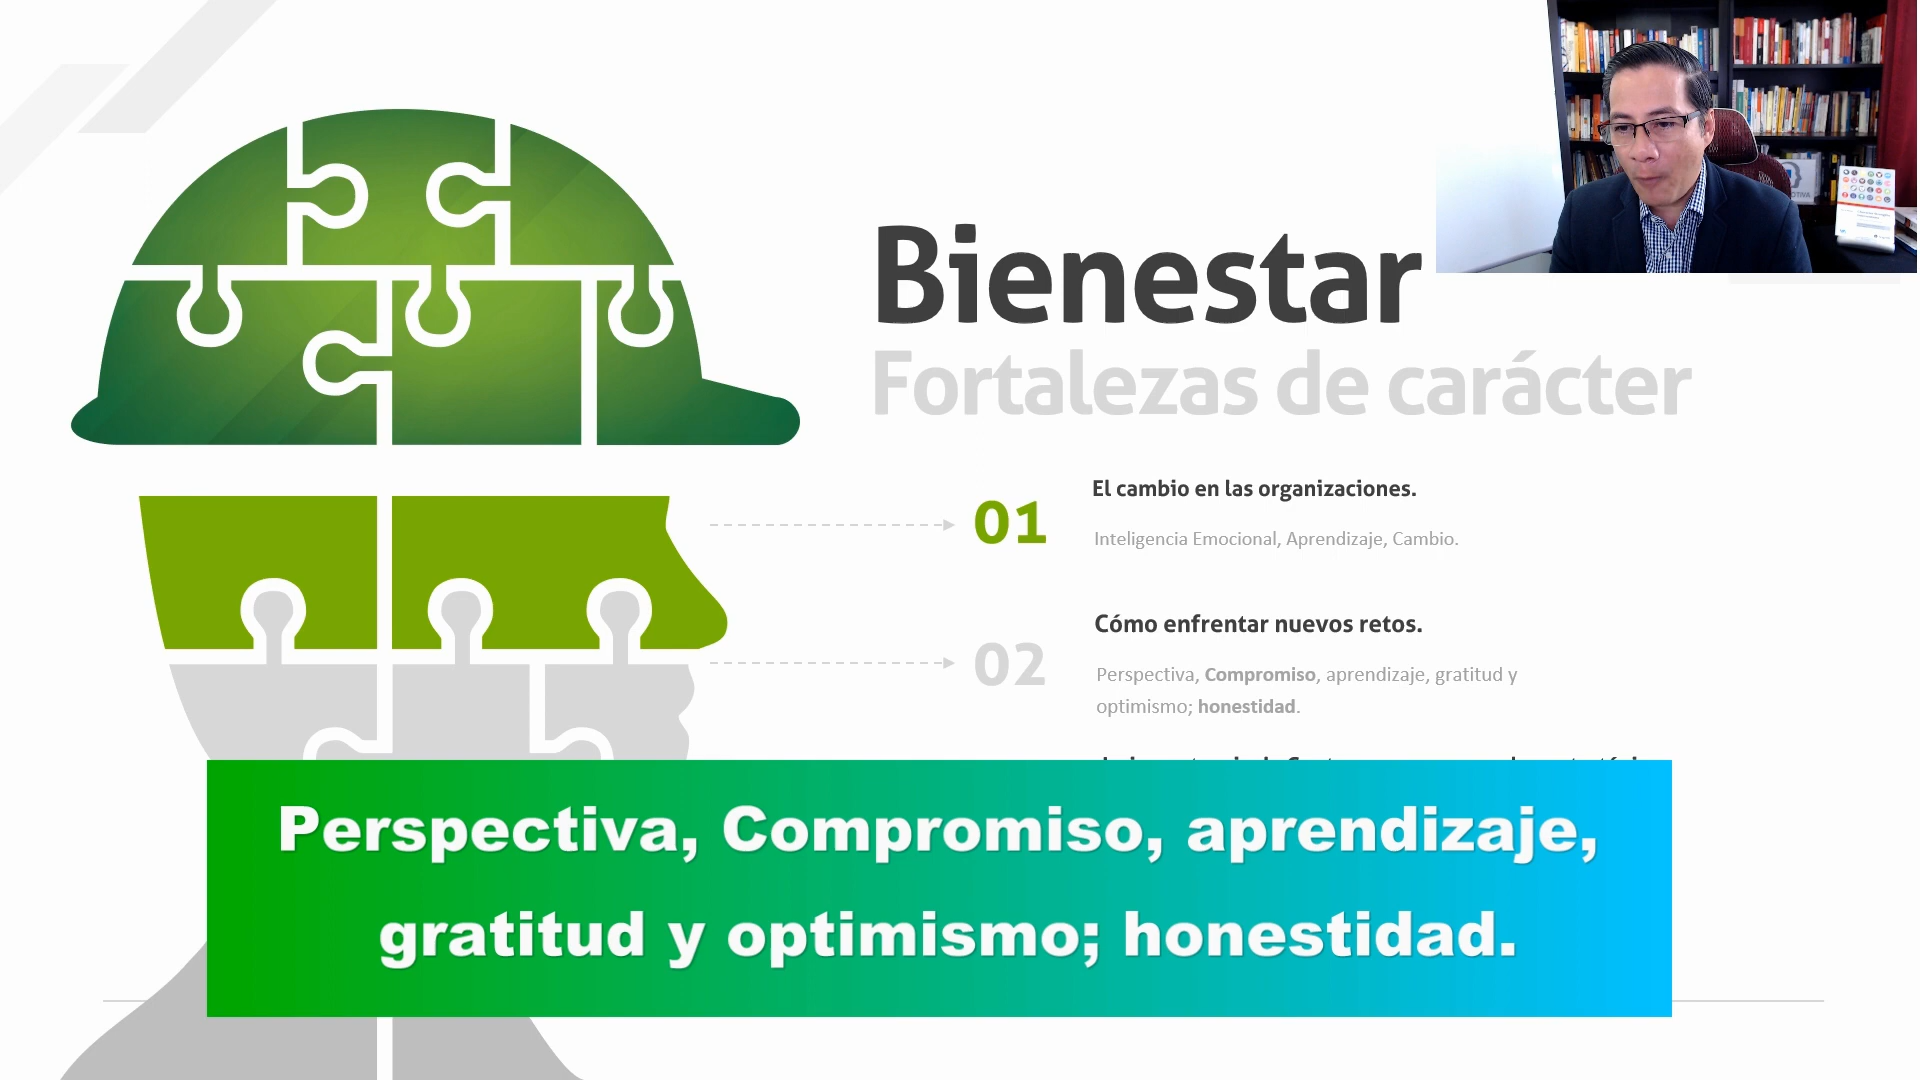 Bienestar
Fortalezas de carácter
01
El cambio en las organizaciones.
Inteligencia Emocional, Aprendizaje, Cambio.
02
Cómo enfrentar nuevos retos.
Perspectiva, Compromiso, aprendizaje, gratitud y
optimismo; honestidad.
Perspectiva, Compromiso, aprendizaje,
gratitud y optimismo; honestidad.